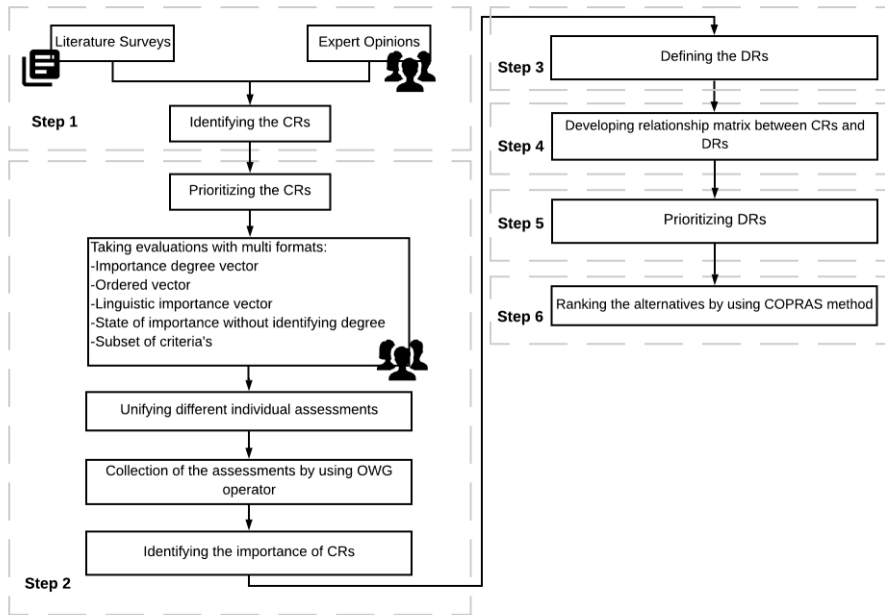 Literature Surveys
Expert Opinions
Step 1
Identifying the CRs
Prioritizing the CRs
Taking evaluations with multi formats:
-Importance degree vector
-Ordered vector
-Linguistic importance vector
-State of importance without identifying degree
-Subset of criteria's
Unifying different individual assessments
Collection of the assessments by using OWG
operator
Identifying the importance of CRs
Step 2
Step 3
Defining the DRs
Step 4
Developing relationship matrix between CRs and
DRs
Step 5
Prioritizing DRs
Step 6
Ranking the alternatives by using COPRAS method